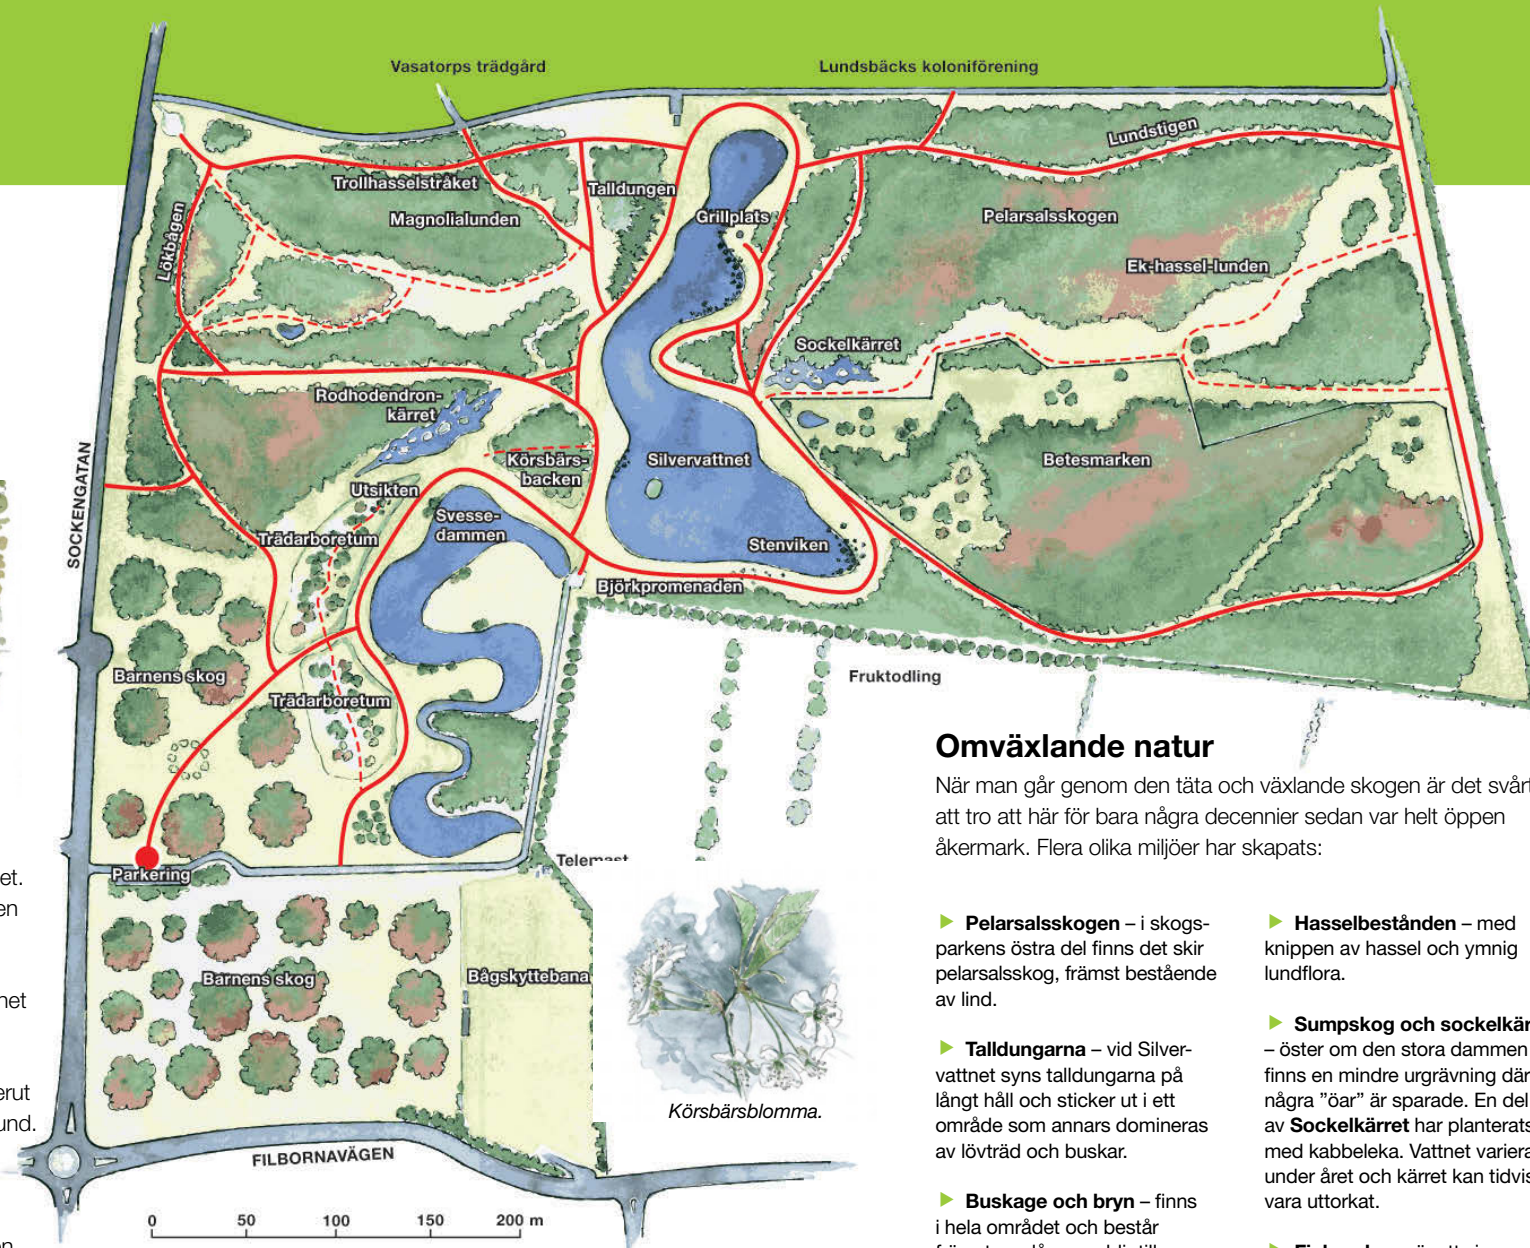 Vasatorps trädgård
Lundsbäcks koloniförening
Lundstigen
Trollhasselstråket
Talldungen
Magnolialunden
Grillplats
Pelarsalsskogen
Lökbågen
Ek-hassel-lunden
Sockelkärret
Rodhodendron-
kärret
SOCKENGATAN
Körsbärs-
backen
Silvervattnet
Betesmarken
Utsikten
Svesse-
dammen
Trädarboretum
Stenviken
Björkpromenaden
Barnens skog
Fruktodling
Trädarboretum
Telemast
Parkering
Barnens skog
Bågskyttebana
Körsbärsblomma.
FILBORNAVÄGEN
0 50 100 150 200 m
et.
en
net
erut
und.
Omväxlande natur
När man går genom den täta och växlande skogen är det svårt
att tro att här för bara några decennier sedan var helt öppen
åkermark. Flera olika miljöer har skapats:
▶ Pelarsalsskogen – i skogs-
parkens östra del finns det skir
pelarsalsskog, främst bestående
av lind.
▶ Talldungarna – vid Silver-
vattnet syns talldungarna på
långt håll och sticker ut i ett
område som annars domineras
av lövträd och buskar.
▶ Buskage och bryn – finns
i hela området och består
▶ Hasselbestånden – med
knippen av hassel och ymnig
lundflora.
▶ Sumpskog och sockelkär
– öster om den stora dammen
finns en mindre urgrävning där
några ”öar” är sparade. En del
av Sockelkärret har planterats
med kabbeleka. Vattnet variera
under året och kärret kan tidvis
vara uttorkat.